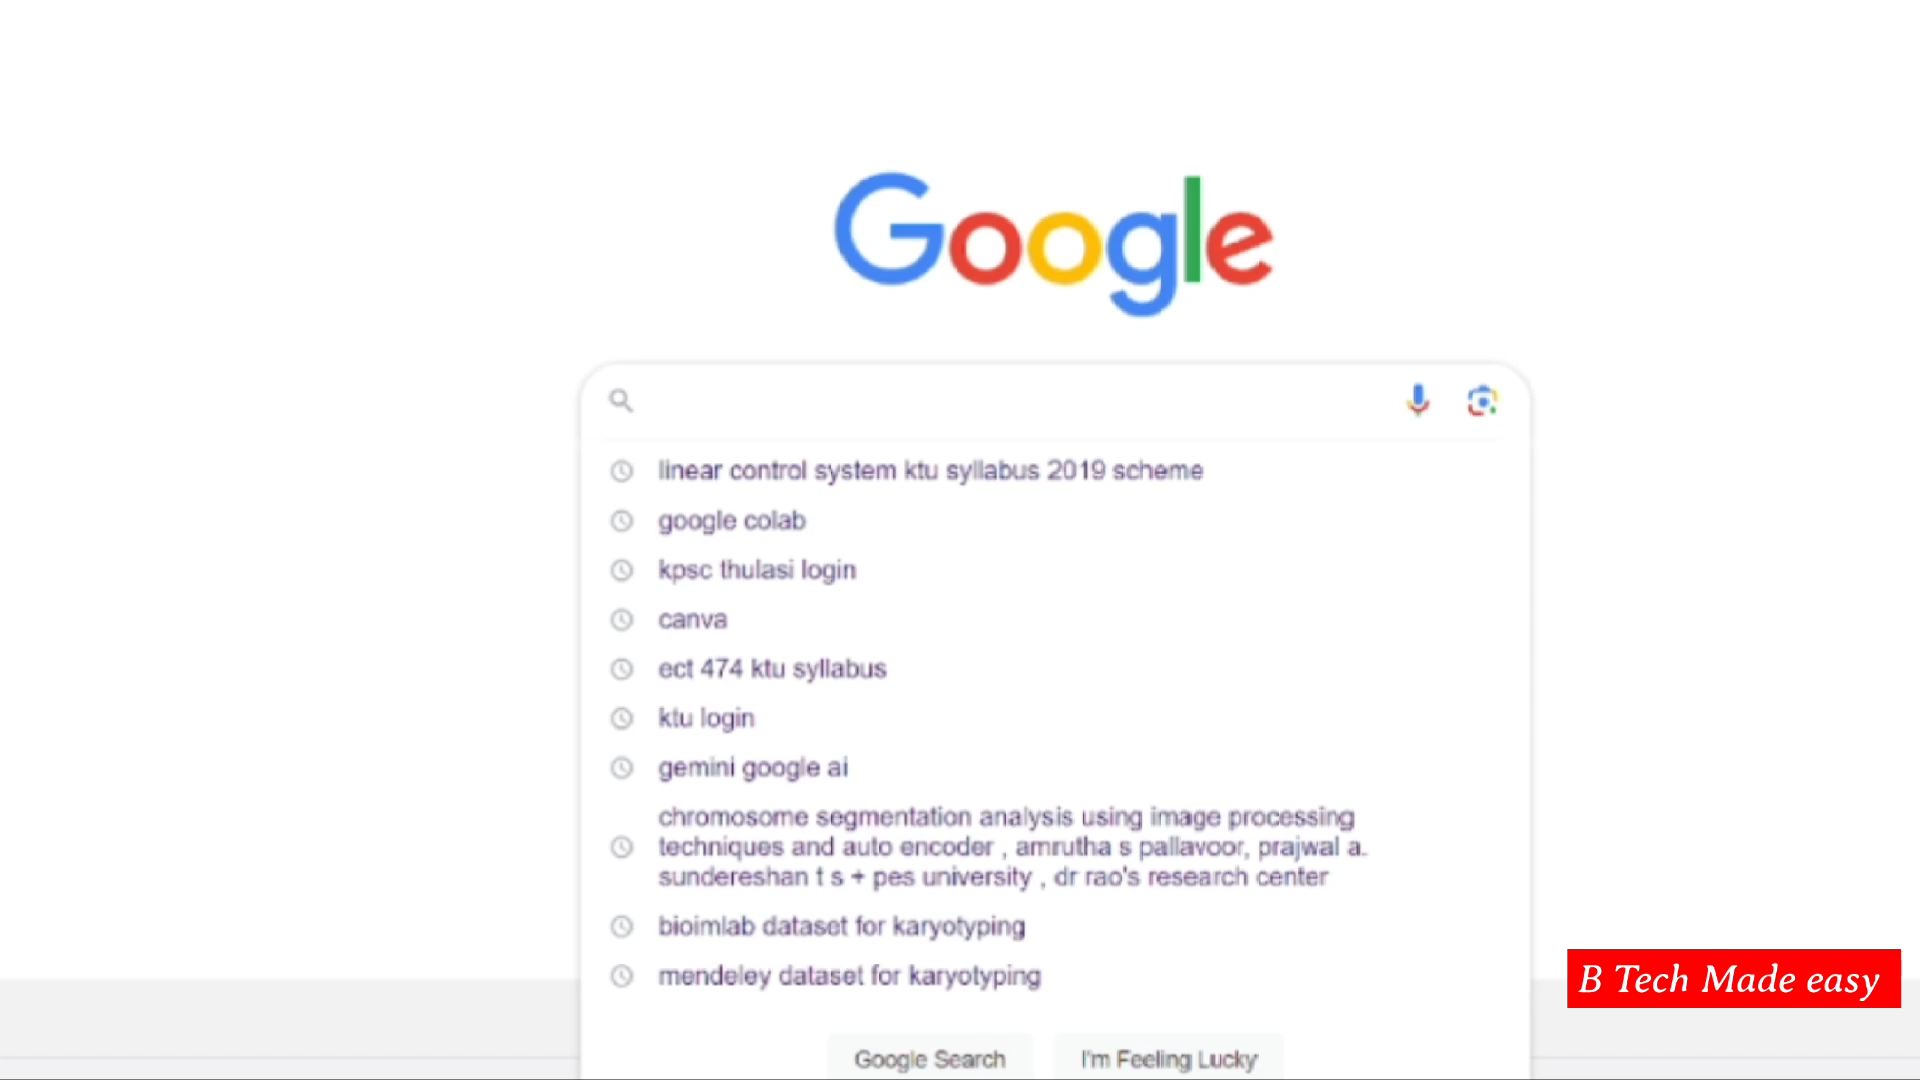 Google
linear control system ktu syllabus 2019 scheme
google colab
kpsc thulasi login
canva
ect 474 ktu syllabus
ktu login
gemini google ai
chromosome segmentation analysis using image processing
techniques and auto encoder , amrutha s pallavoor, prajwal a.
sundereshan t s + pes university , dr rao's research center
bioimlab dataset for karyotyping
mendeley dataset for karyotyping
B Tech Made easy
Google Search
I'm Feeling Lucky